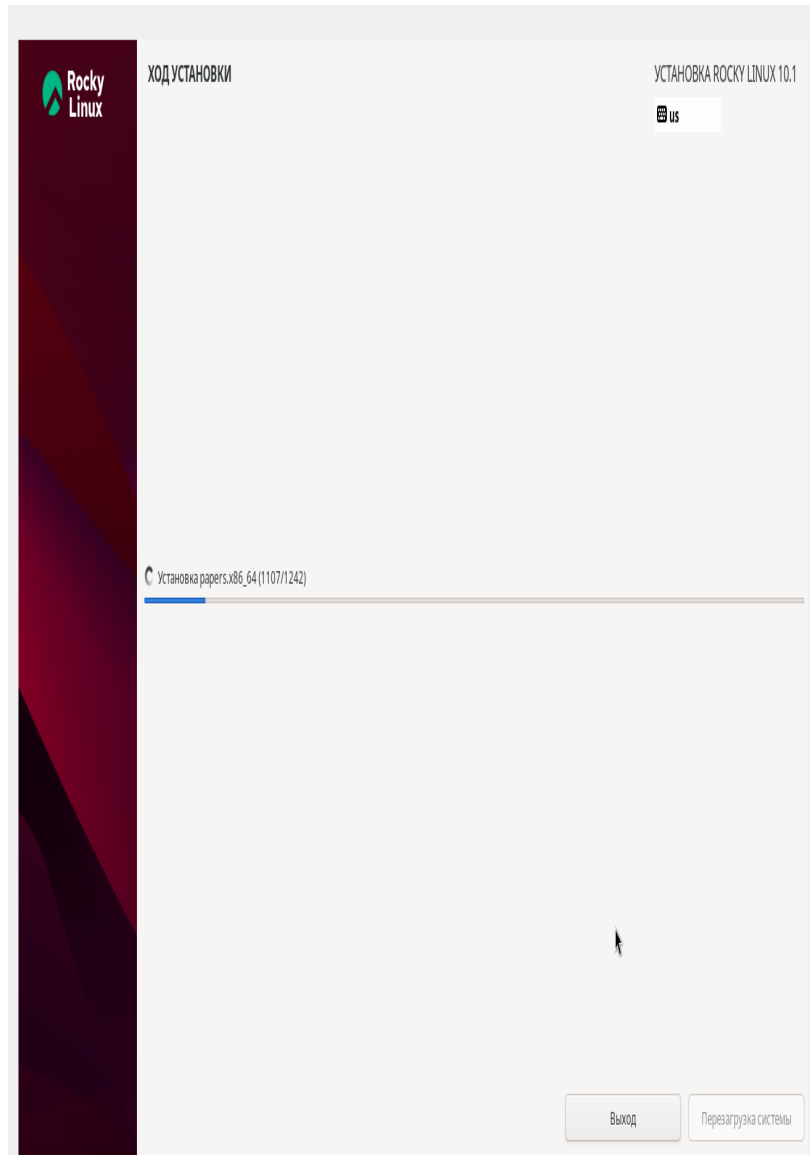 Rocky
Linux
ХОД УСТАНОВКИ
УСТАНОВКА ROCKY LINUX 10.1
us
Установка papers.x86_64 (1107/1242)
Выход
Перезагрузка системы